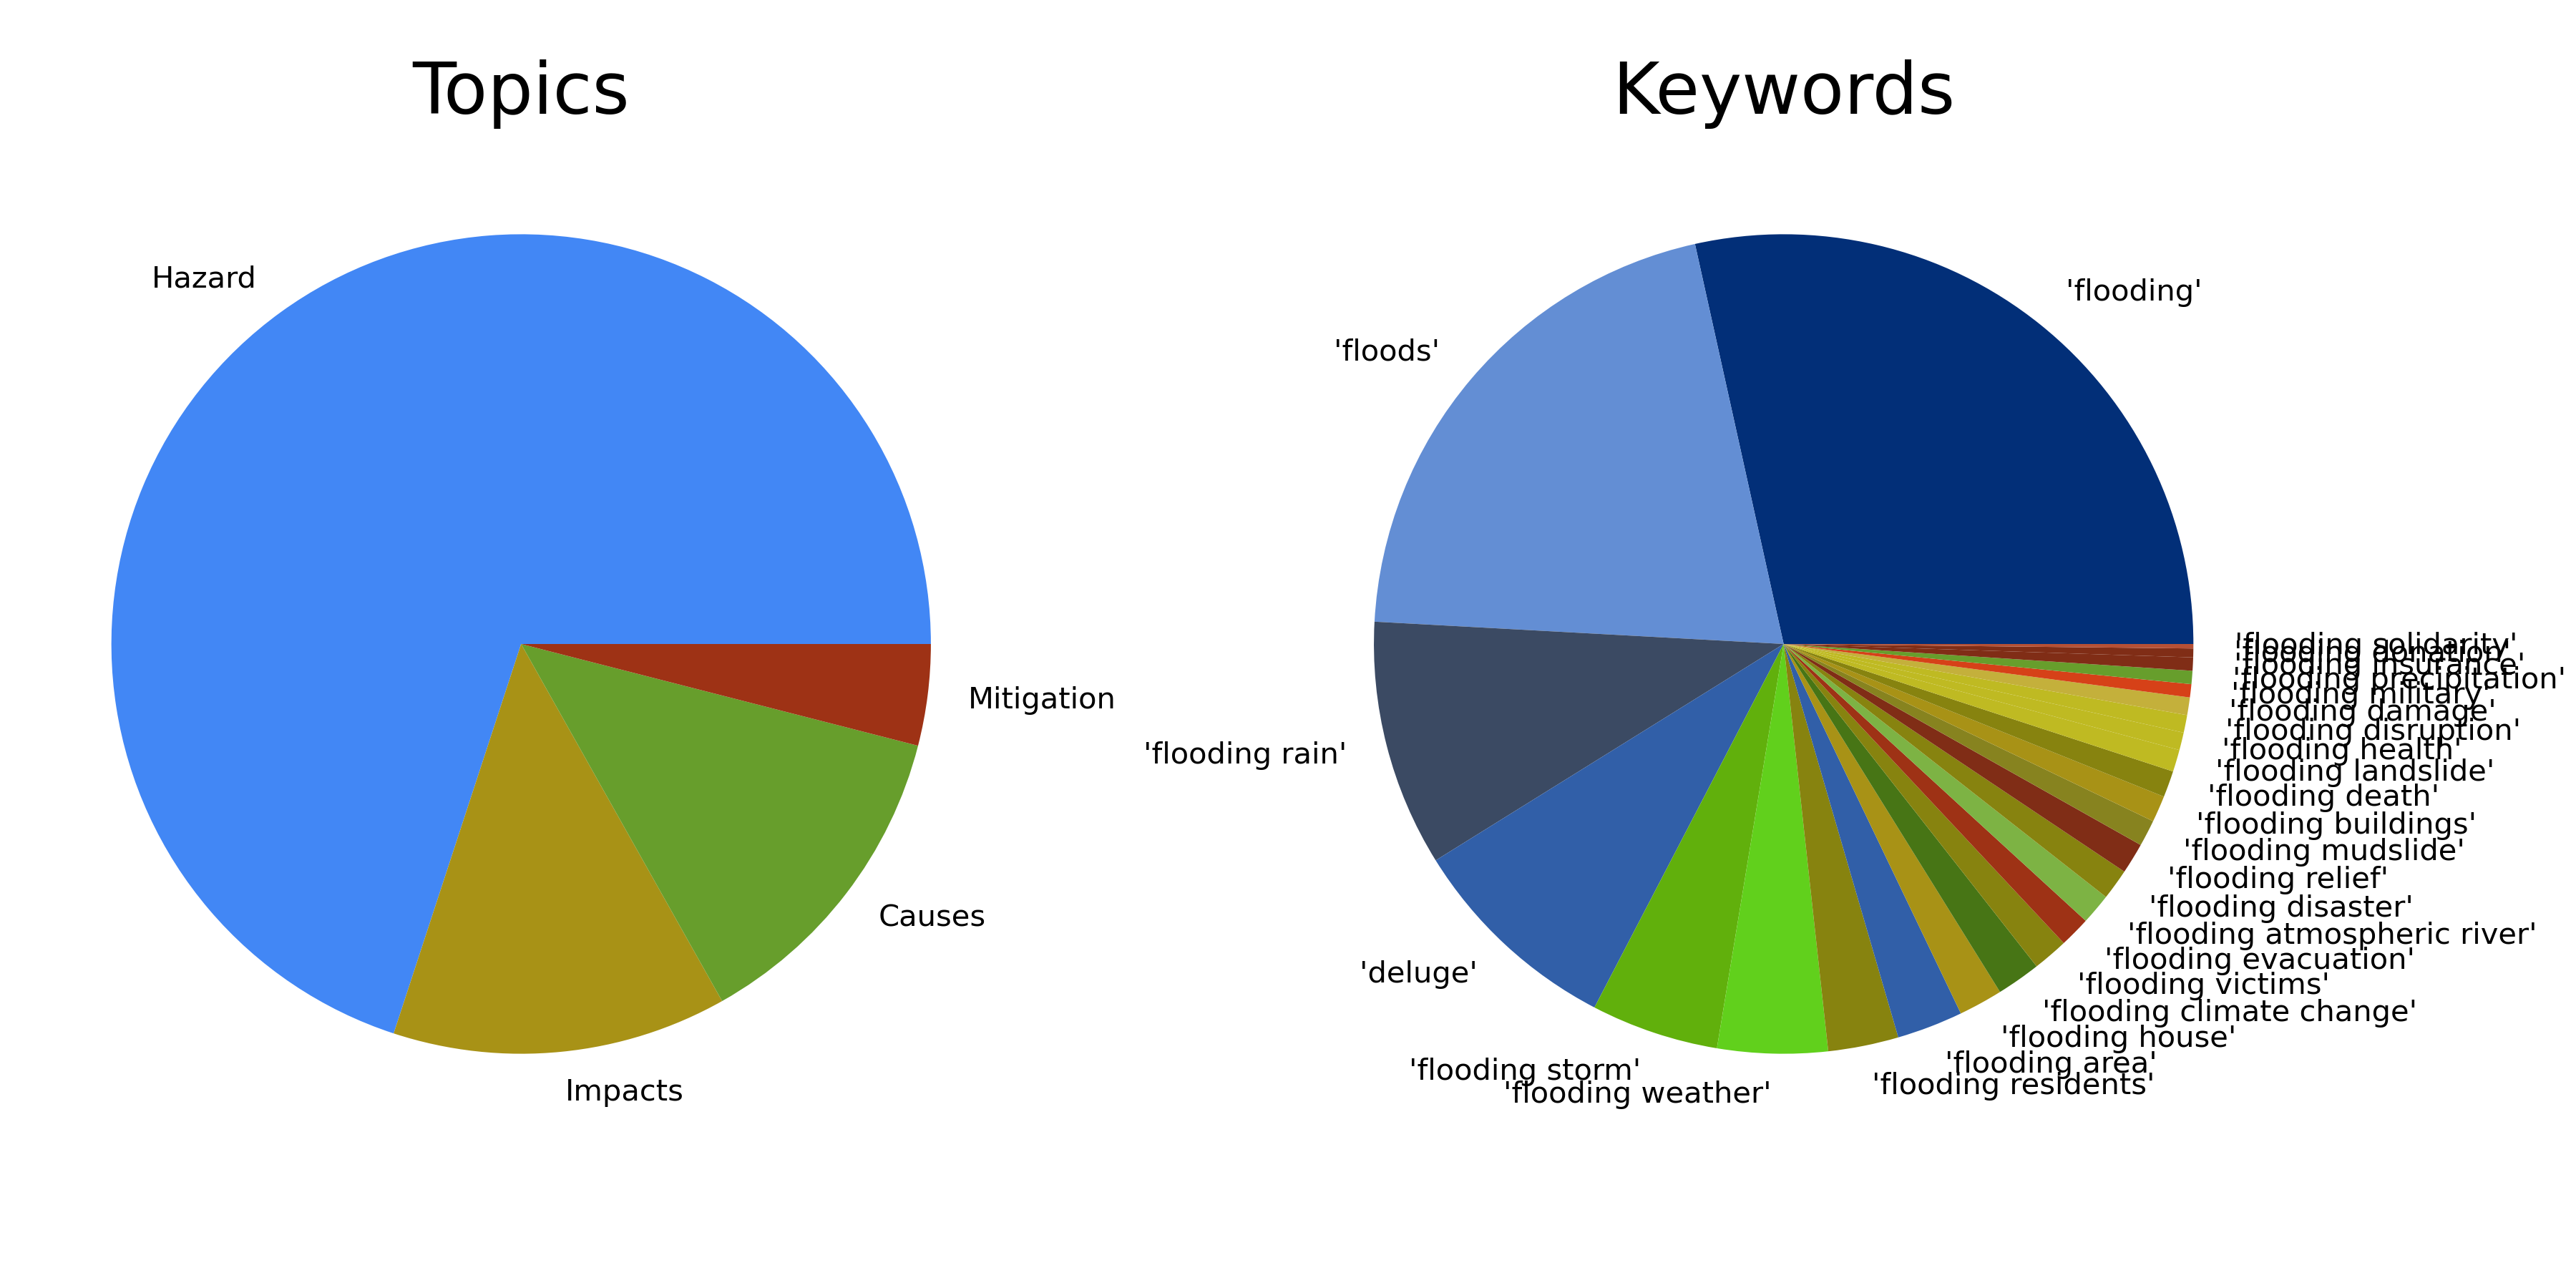 Topics
Hazard
Mitigation
Causes
Impacts
Keywords
'flooding'
'floods'
'flooding rain'
'deluge'
'flooding storm'
'flooding weather'
'flooding residents'
'flooding area'
'flooding house'
'flooding climate change'
'flooding victims'
'flooding evacuation'
'flooding atmospheric river'
'flooding disaster'
'flooding relief'
'flooding mudslide'
'flooding buildings'
'flooding death'
'flooding landslide'
'flooding health'
'flooding disruption'
'flooding damage'
'flooding military'
'flooding precipitation'
'flooding insurance'
'flooding donation'
'flooding solidarity'